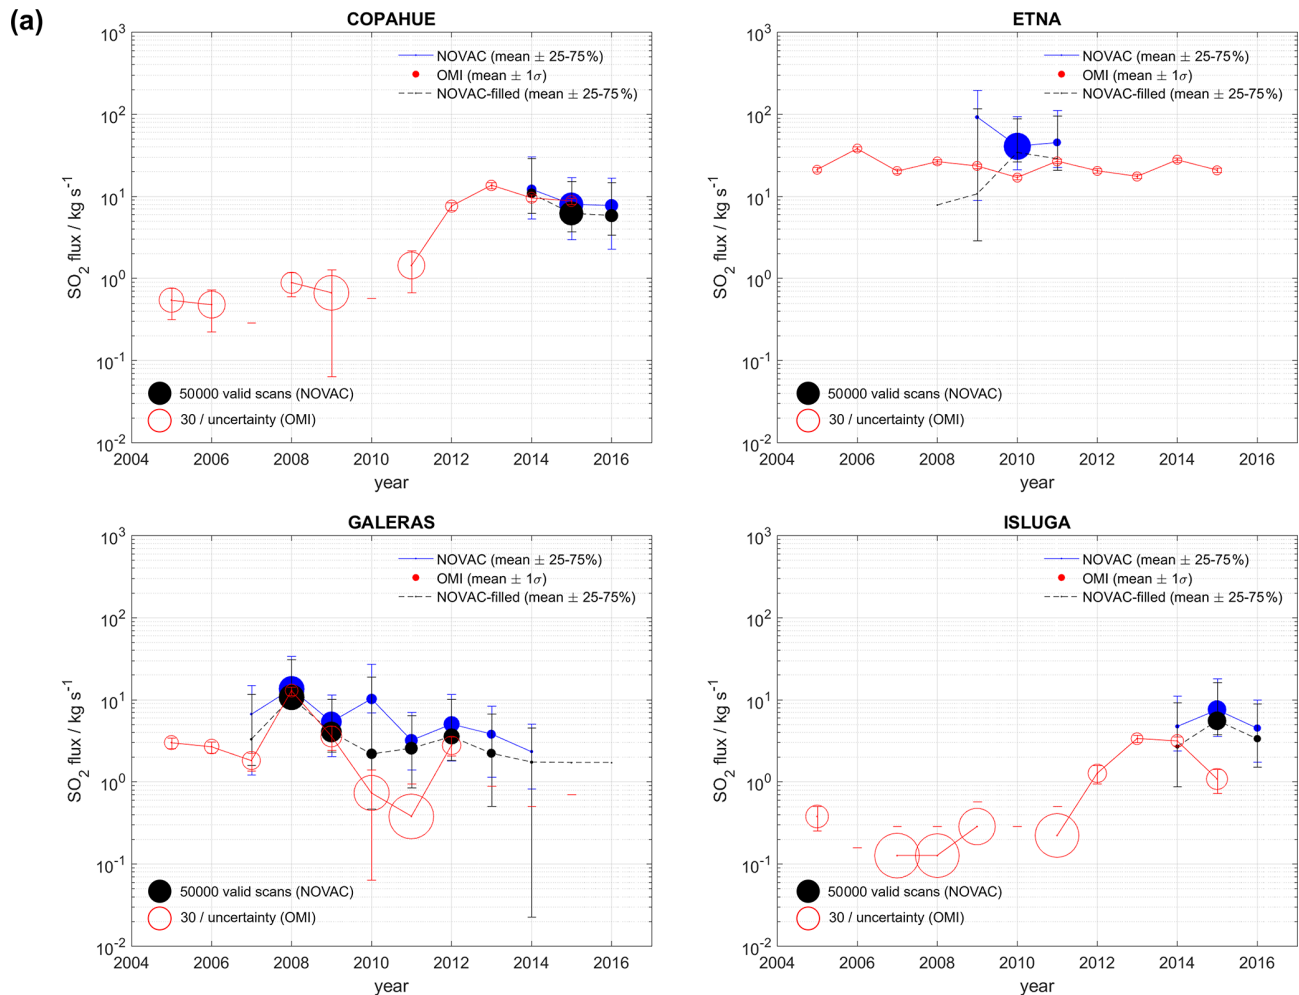 (a)
COPAHUE
NOVAC (mean ± 25-75%)
OMI (mean ± 1σ)
NOVAC-filled (mean ± 25-75%)
10^3
10^2
10^1
10^0
10^-1
10^-2
SO2 flux / kg s^-1
50000 valid scans (NOVAC)
30 / uncertainty (OMI)
2004 2006 2008 2010 2012 2014 2016
year
ETNA
NOVAC (mean ± 25-75%)
OMI (mean ± 1σ)
NOVAC-filled (mean ± 25-75%)
10^3
10^2
10^1
10^0
10^-1
10^-2
SO2 flux / kg s^-1
50000 valid scans (NOVAC)
30 / uncertainty (OMI)
2004 2006 2008 2010 2012 2014 2016
year
GALERAS
NOVAC (mean ± 25-75%)
OMI (mean ± 1σ)
NOVAC-filled (mean ± 25-75%)
10^3
10^2
10^1
10^0
10^-1
10^-2
SO2 flux / kg s^-1
50000 valid scans (NOVAC)
30 / uncertainty (OMI)
2004 2006 2008 2010 2012 2014 2016
year
ISLUGA
NOVAC (mean ± 25-75%)
OMI (mean ± 1σ)
NOVAC-filled (mean ± 25-75%)
10^3
10^2
10^1
10^0
10^-1
10^-2
SO2 flux / kg s^-1
50000 valid scans (NOVAC)
30 / uncertainty (OMI)
2004 2006 2008 2010 2012 2014 2016
year